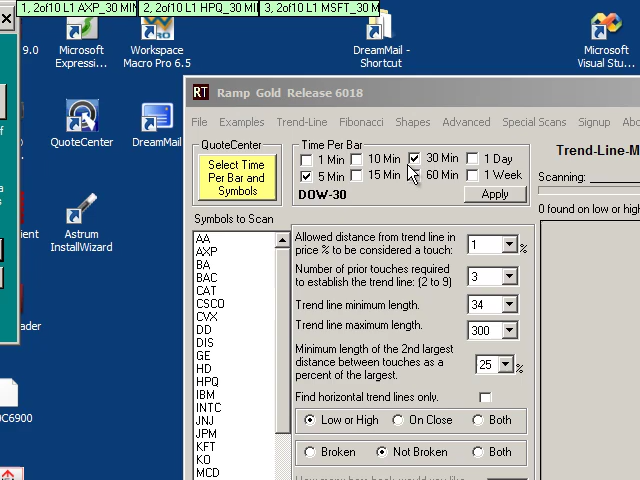 1, 2of10 L1 AXP_30 MIN
2, 2of10 L1 HPQ_30 MIN
3, 2of10 L1 MSFT_30 M
9.0
Microsoft
Expressi...
Workspace
Macro Pro 6.5
DreamMail -
Shortcut
Microsoft
Visual Stu...
RT Ramp Gold Release 6018
File Examples Trend-Line Fibonacci Shapes Advanced Special Scans Signup Abo
QuoteCenter
Select Time
Per Bar and
Symbols
Time Per Bar
1 Min 10 Min 30 Min 1 Day
5 Min 15 Min 60 Min 1 Week
DOW-30
Apply
Trend-Line-M
Scanning:
0 found on low or high
of
QuoteCenter
DreamMail
Astrum
InstallWizard
ient
ader
0C6900
Symbols to Scan
AA
AXP
BA
BAC
CAT
CSCO
CVX
DD
DIS
GE
HD
HPQ
IBM
INTC
JNJ
JPM
KFT
KO
MCD
Allowed distance from trend line in
price % to be considered a touch:
1 %
Number of prior touches required
to establish the trend line: (2 to 9)
3
Trend line minimum length.
34
Trend line maximum length.
300
Minimum length of the 2nd largest
distance between touches as a
percent of the largest.
25 %
Find horizontal trend lines only.
Low or High On Close Both
Broken Not Broken Both